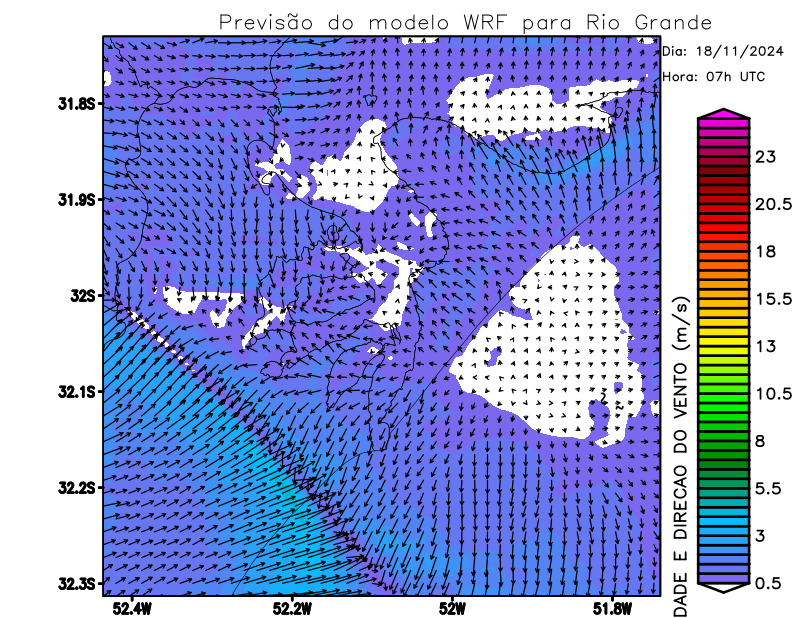 Previsão do modelo WRF para Rio Grande
Dia: 18/11/2024
Hora: 07h UTC
31.8S
31.9S
32S
32.1S
32.2S
32.3S
52.4W
52.2W
52W
51.8W
DADE E DIRECAO DO VENTO (m/s)
23
20.5
18
15.5
13
10.5
8
5.5
3
0.5